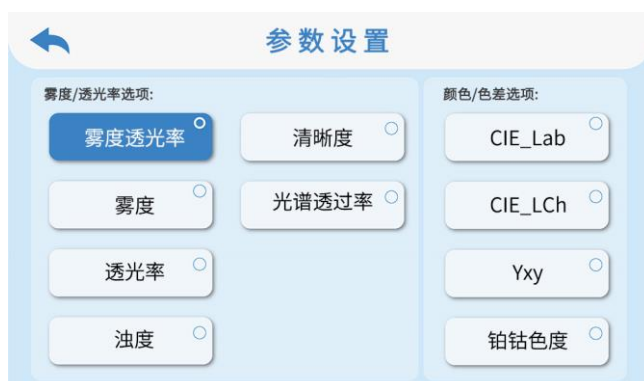 参数设置
雾度/透光率选项:
雾度透光率
清晰度
雾度
光谱透过率
透光率
浊度
颜色/色差选项:
CIE_Lab
CIE_LCh
Yxy
铂钴色度